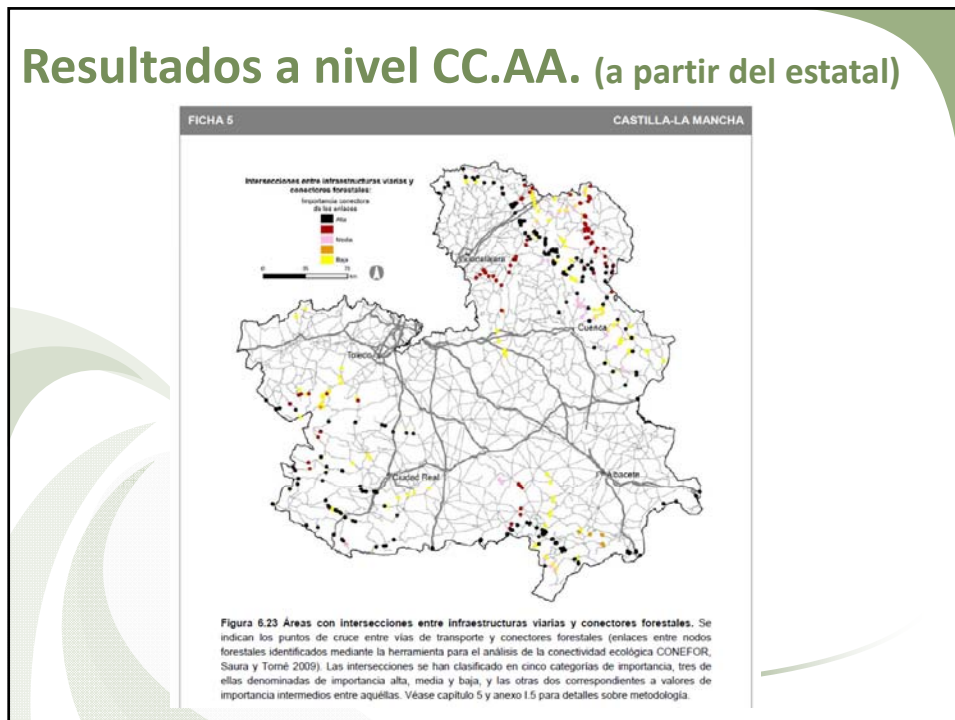 Resultados a nivel CC.AA. (a partir del estatal)
FICHA 5 CASTILLA-LA MANCHA
Intersecciones entre infraestructuras viarias y
conectores forestales:
Importancia conectora
de los enlaces
Alta
Media
Baja
Guadalajara
Cuenca
Toledo
Ciudad Real
Albacete
Figura 6.23 Áreas con intersecciones entre infraestructuras viarias y conectores forestales. Se
indican los puntos de cruce entre vías de transporte y conectores forestales (enlaces entre nodos
forestales identificados mediante la herramienta para el análisis de la conectividad ecológica CONEFOR,
Saura y Torné 2009). Las intersecciones se han clasificado en cinco categorías de importancia, tres de
ellas denominadas de importancia alta, media y baja, y las otras dos correspondientes a valores de
importancia intermedios entre aquéllas. Véase capítulo 5 y anexo I.5 para detalles sobre metodología.